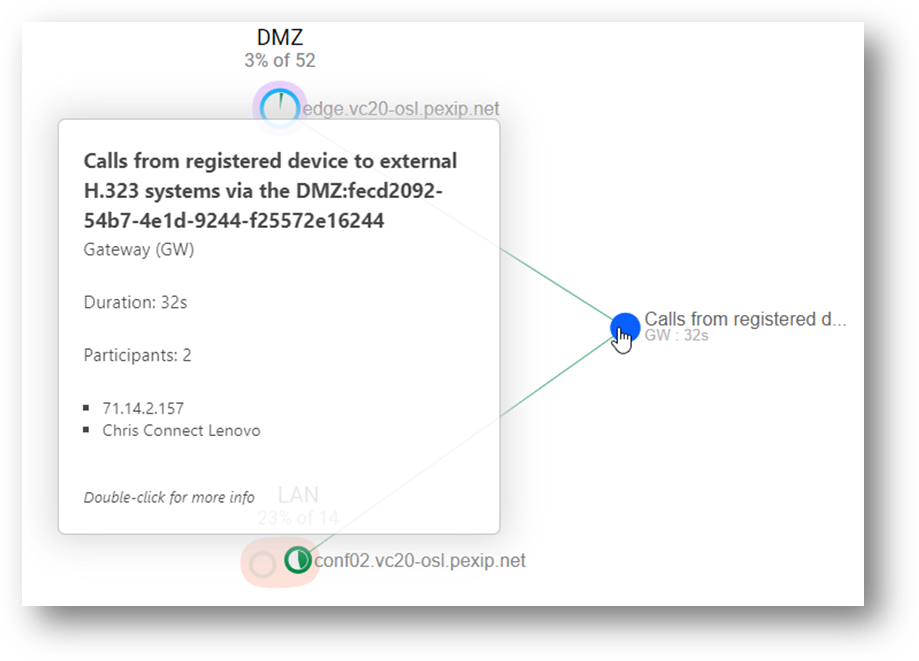 DMZ
3% of 52
edge.vc20-osl.pexip.net
Calls from registered device to external
H.323 systems via the DMZ:fecd2092-
54b7-4e1d-9244-f25572e16244
Gateway (GW)
Duration: 32s
Participants: 2
71.14.2.157
Chris Connect Lenovo
Double-click for more info
Calls from registered d...
GW : 32s
LAN
23% of 14
conf02.vc20-osl.pexip.net